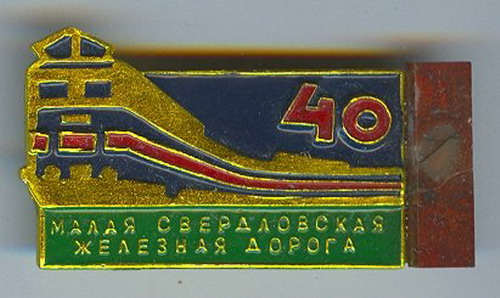 40
МАЛАЯ СВЕРДЛОВСКАЯ
ЖЕЛЕЗНАЯ ДОРОГА